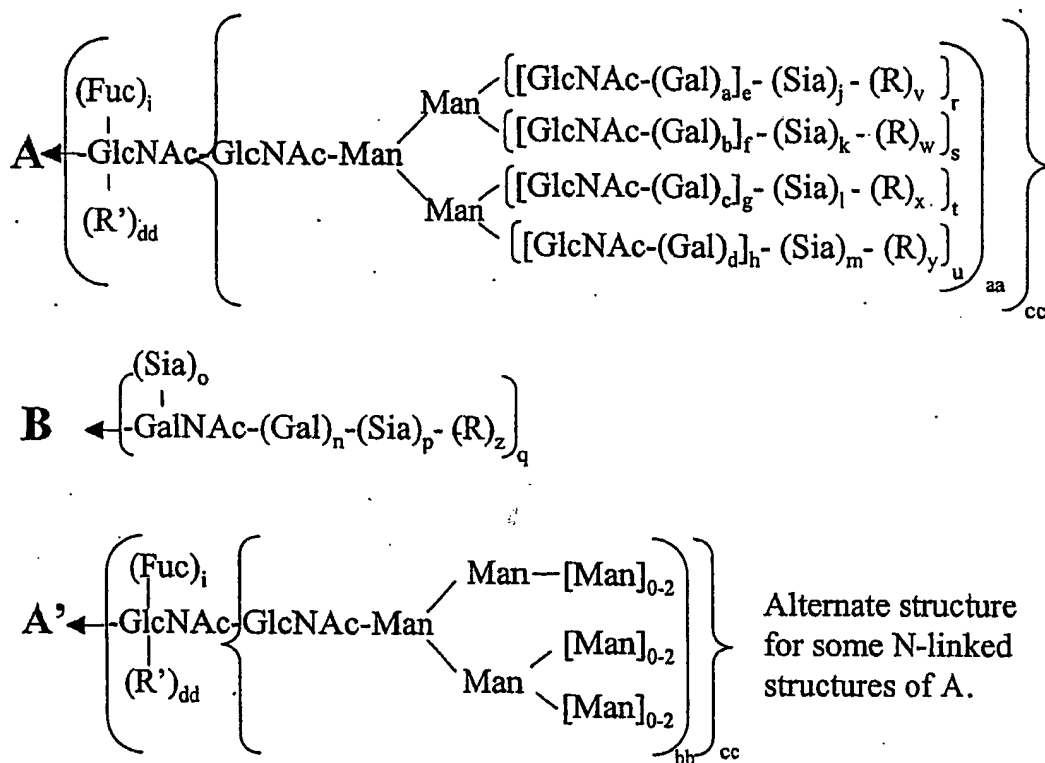 (Fuc)i
A
GlcNAc-GlcNAc-Man
(R')dd
Man
Man
[GlcNAc-(Gal)a]e- (Sia)j- (R)v r
[GlcNAc-(Gal)b]f- (Sia)k - (R)w s
[GlcNAc-(Gal)c]g- (Sia)l - (R)x t
[GlcNAc-(Gal)d]h- (Sia)m- (R)y u
aa
cc
(Sia)o
B
-GalNAc-(Gal)n-(Sia)p- (R)z q
(Fuc)i
A'
GlcNAc-GlcNAc-Man
(R')dd
Man—[Man]0-2
Man
[Man]0-2
[Man]0-2
bb
cc
Alternate structure
for some N-linked
structures of A.